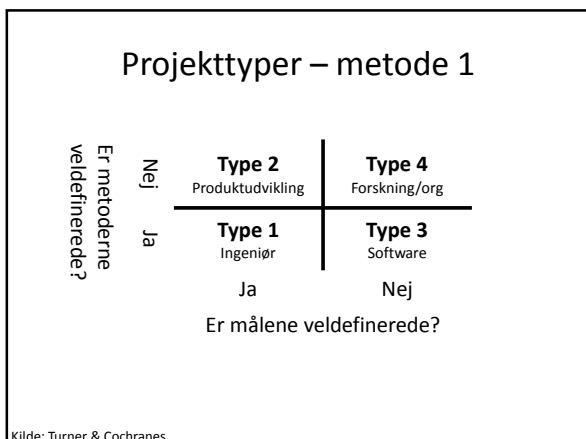 Projekttyper – metode 1
Er metoderne
veldefinerede?
Nej
Type 2
Type 4
Produktudvikling
Forskning/org
Ja
Type 1
Type 3
Ingeniør
Software
Ja
Nej
Er målene veldefinerede?
Kilde: Turner & Cochranes